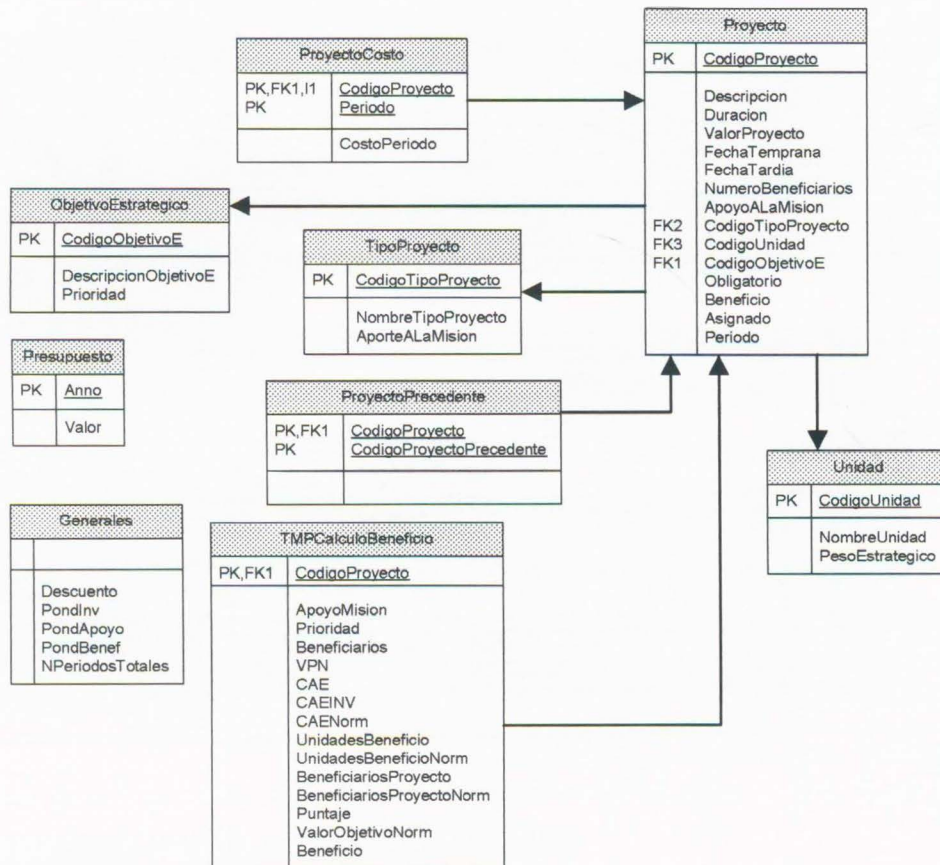 Proyecto
PK CodigoProyecto
Descripcion
Duracion
ValorProyecto
FechaTemprana
FechaTardia
NumeroBeneficiarios
ApoyoALaMision
FK2 CodigoTipoProyecto
FK3 CodigoUnidad
FK1 CodigoObjetivoE
Obligatorio
Beneficio
Asignado
Periodo
ProyectoCosto
PK,FK1,I1 CodigoProyecto
PK Periodo
CostoPeriodo
ObjetivoEstrategico
PK CodigoObjetivoE
DescripcionObjetivoE
Prioridad
TipoProyecto
PK CodigoTipoProyecto
NombreTipoProyecto
AporteALaMision
Presupuesto
PK Anno
Valor
ProyectoPrecedente
PK,FK1 CodigoProyecto
PK CodigoProyectoPrecedente
Unidad
PK CodigoUnidad
NombreUnidad
PesoEstrategico
Generales
Descuento
PondInv
PondApoyo
PondBenef
NPeriodosTotales
TMPCalculoBeneficio
PK,FK1 CodigoProyecto
ApoyoMision
Prioridad
Beneficiarios
VPN
CAE
CAEINV
CAENorm
UnidadesBeneficio
UnidadesBeneficioNorm
BeneficiariosProyecto
BeneficiariosProyectoNorm
Puntaje
ValorObjetivoNorm
Beneficio